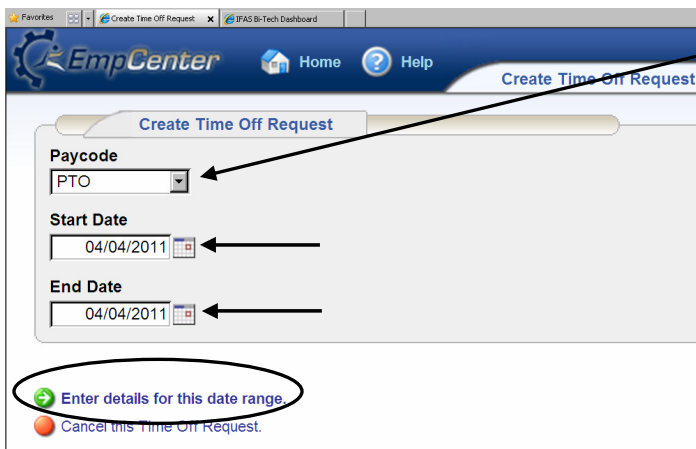 Favorites Create Time Off Request x IFAS Bi-Tech Dashboard
EmpCenter Home Help
Create Time Off Request
Create Time Off Request
Paycode
PTO
Start Date
04/04/2011
End Date
04/04/2011
Enter details for this date range.
Cancel this Time Off Request.